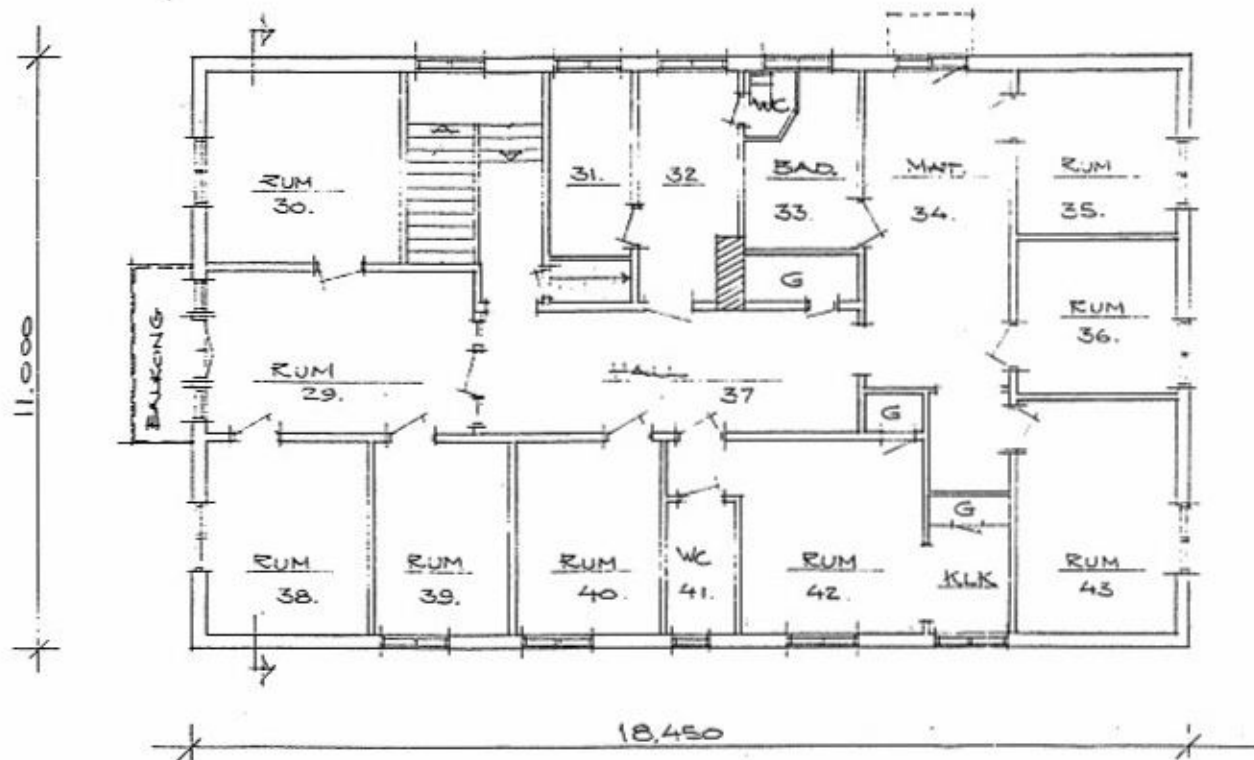 WC
RUM
30.
31.
32
BAD.
33.
MAT.
34.
RUM
35.
G
RUM
36.
BALKONG
11.000
RUM
29.
HALL
37
G
RUM
38.
RUM
39.
RUM
40.
WC
41.
RUM
42.
G
KLK
RUM
43
18.450